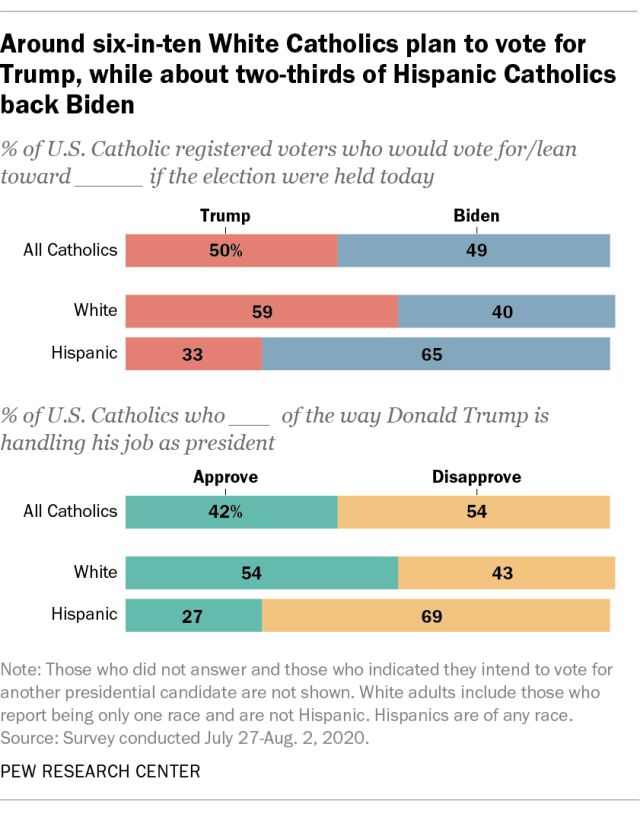 Around six-in-ten White Catholics plan to vote for
Trump, while about two-thirds of Hispanic Catholics
back Biden
% of U.S. Catholic registered voters who would vote for/lean
toward ______ if the election were held today
Trump Biden
All Catholics 50% 49
White 59 40
Hispanic 33 65
% of U.S. Catholics who ____ of the way Donald Trump is
handling his job as president
Approve Disapprove
All Catholics 42% 54
White 54 43
Hispanic 27 69
Note: Those who did not answer and those who indicated they intend to vote for
another presidential candidate are not shown. White adults include those who
report being only one race and are not Hispanic. Hispanics are of any race.
Source: Survey conducted July 27-Aug. 2, 2020.
PEW RESEARCH CENTER